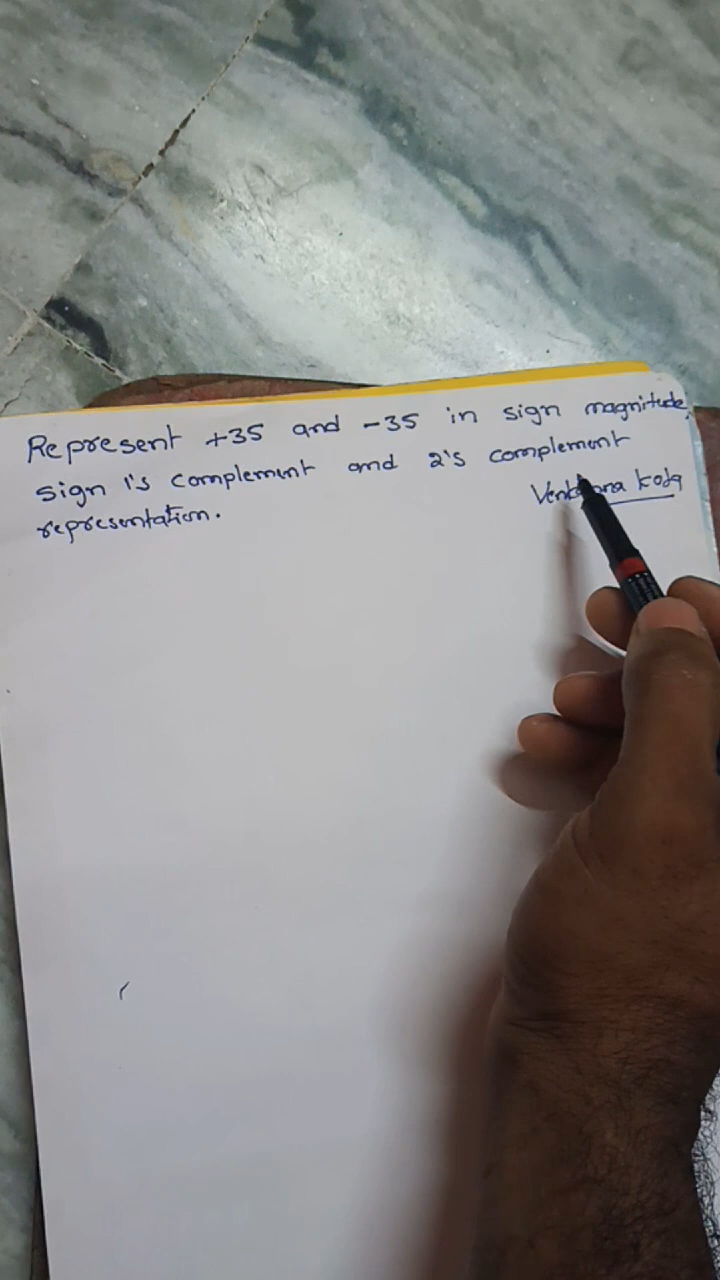 Represent +35 and -35 in sign magnitude,
sign 1's complement and 2's complement
representation.